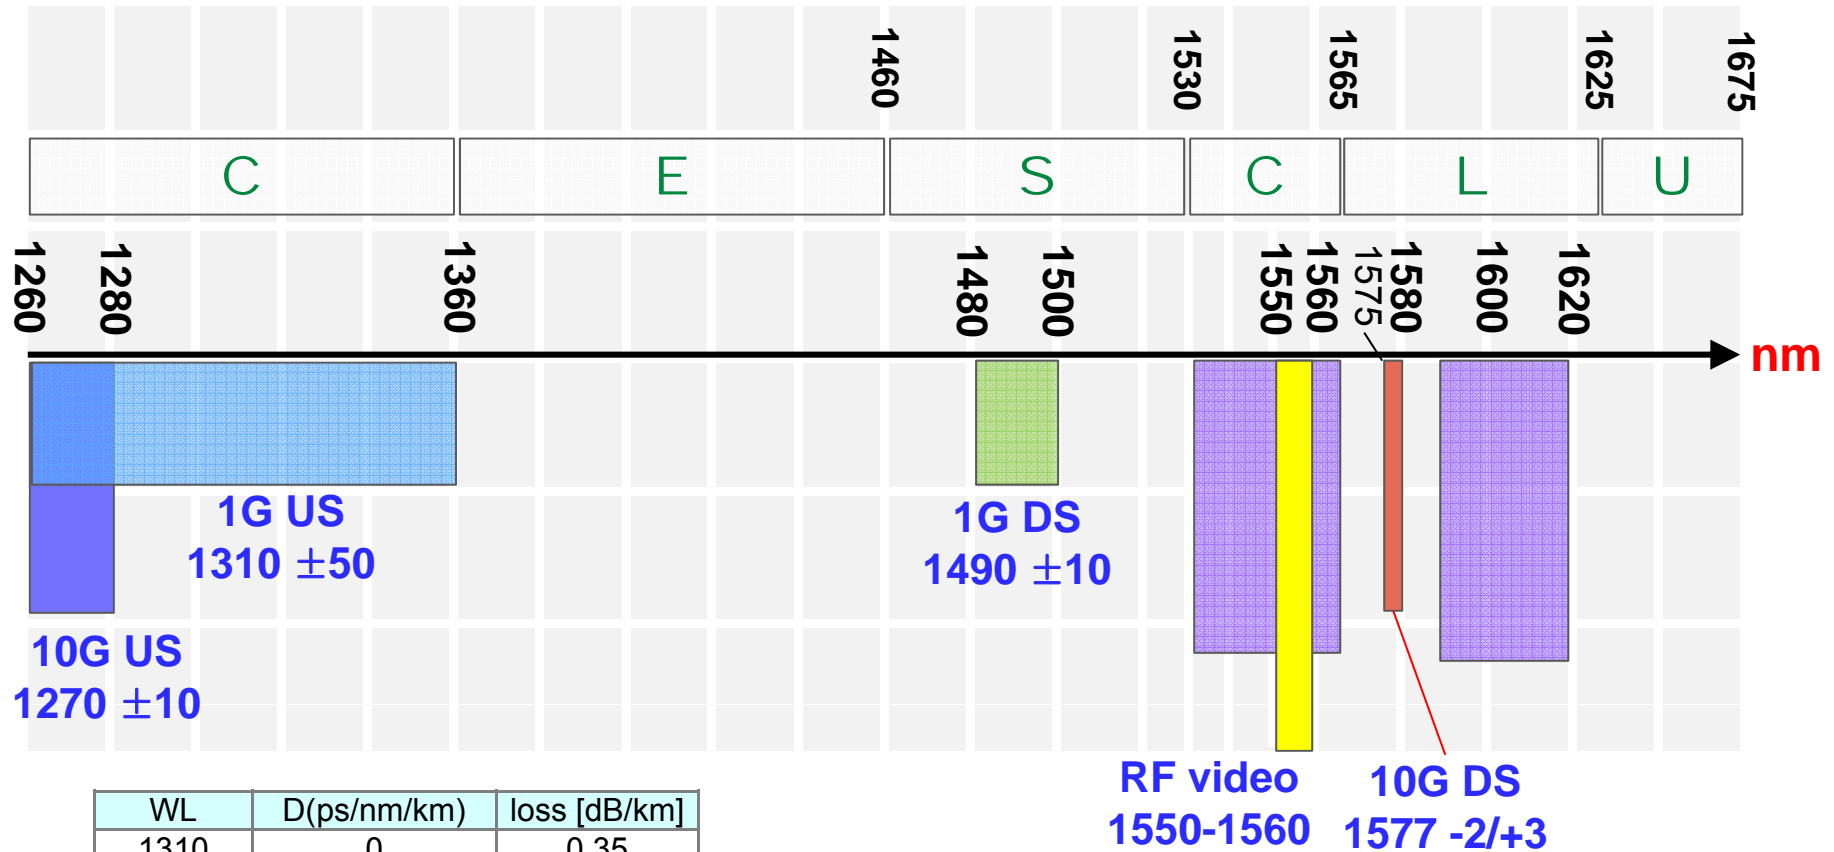 1460
1530
1565
1625
1675
C
E
S
C
L
U
1260
1280
1360
1480
1500
1550
1560
1575
1580
1600
1620
nm
1G US
1310 ±50
1G DS
1490 ±10
10G US
1270 ±10
RF video
1550-1560
10G DS
1577 -2/+3
WL D(ps/nm/km) loss [dB/km]
1310 0 0.35